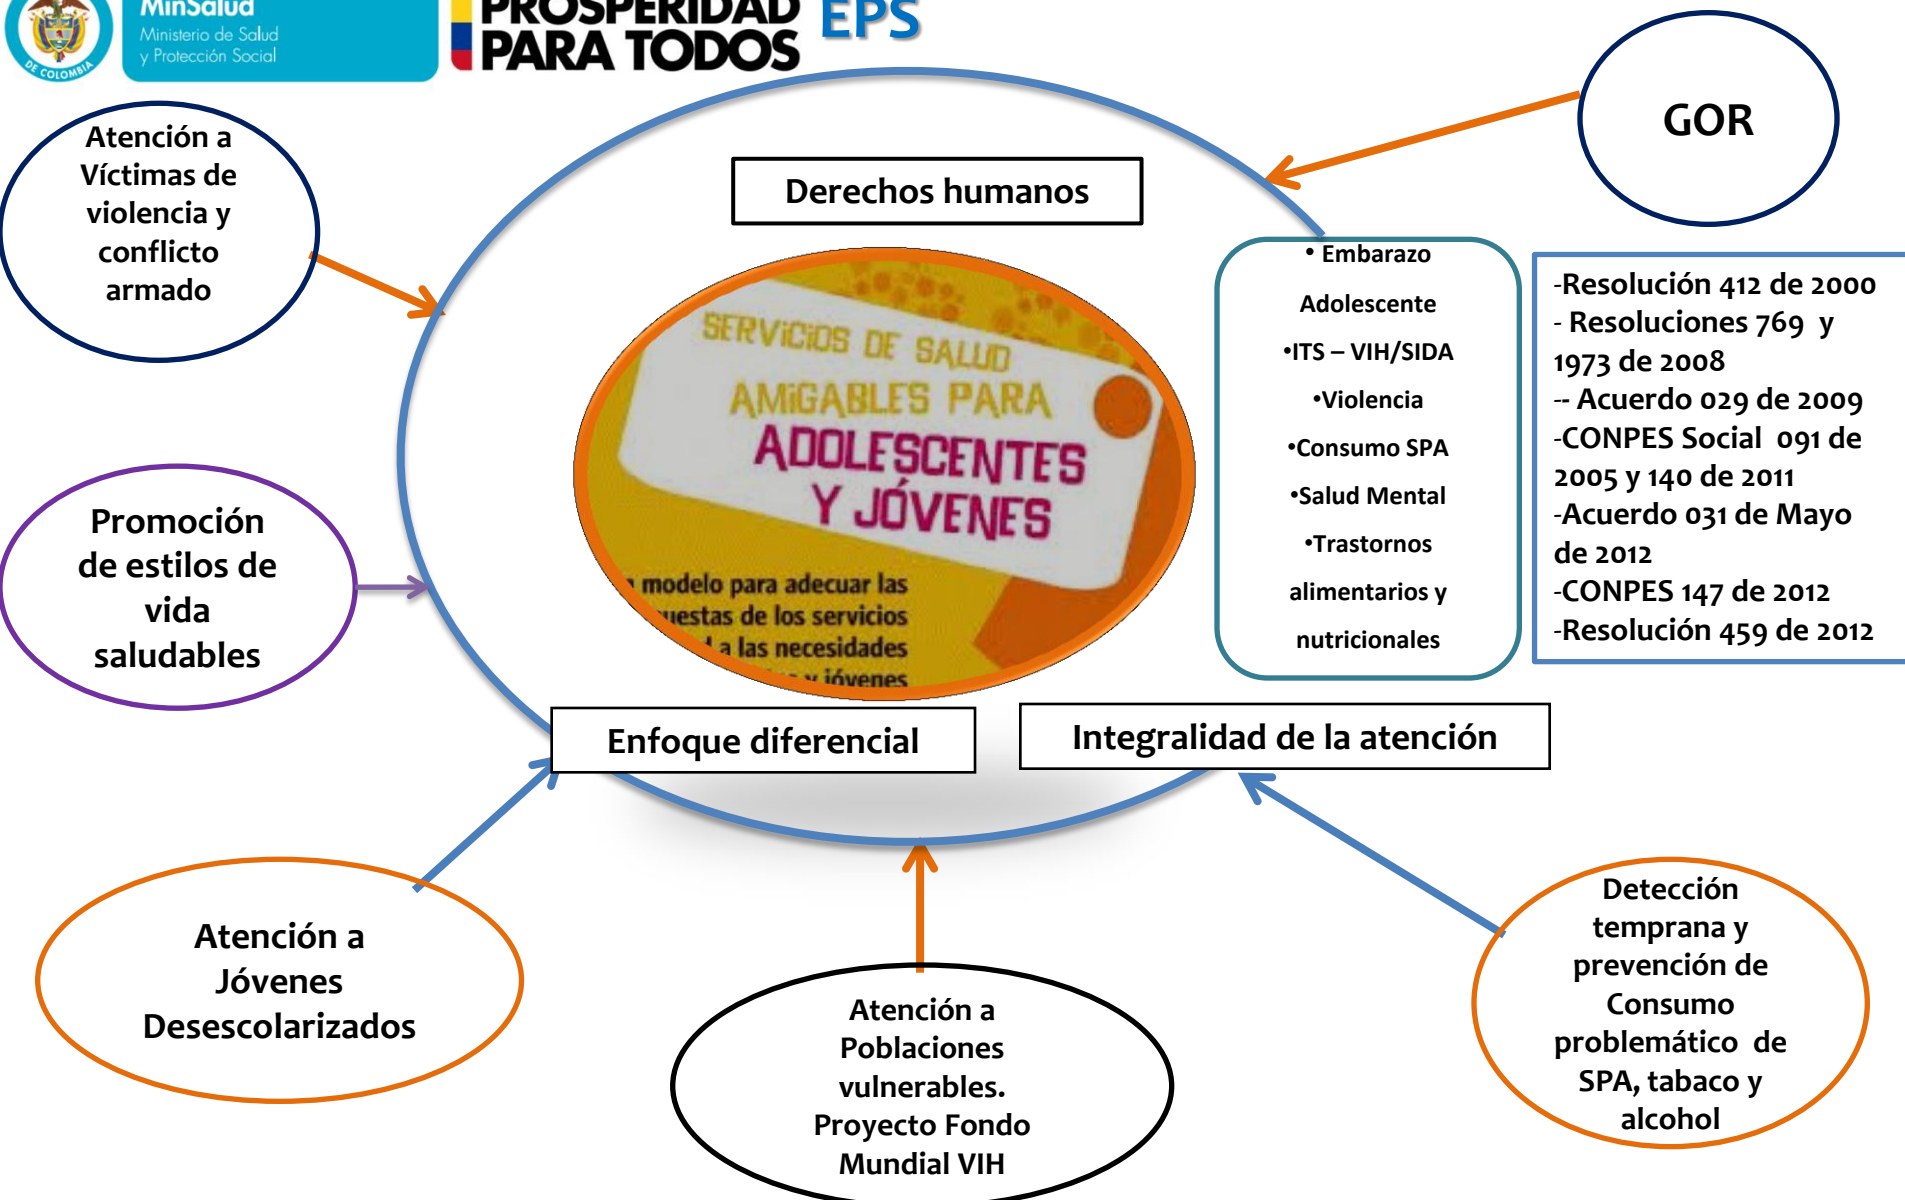 MinSalud
Ministerio de Salud
y Protección Social
DE COLOMBIA
PROSPERIDAD
PARA TODOS
EPS
GOR
Atención a
Víctimas de
violencia y
conflicto
armado
Derechos humanos
• Embarazo
Adolescente
•ITS – VIH/SIDA
•Violencia
•Consumo SPA
•Salud Mental
•Trastornos
alimentarios y
nutricionales
-Resolución 412 de 2000
- Resoluciones 769 y
1973 de 2008
-- Acuerdo 029 de 2009
-CONPES Social 091 de
2005 y 140 de 2011
-Acuerdo 031 de Mayo
de 2012
-CONPES 147 de 2012
-Resolución 459 de 2012
SERVICIOS DE SALUD
AMIGABLES PARA
ADOLESCENTES
Y JÓVENES
modelo para adecuar las
uestas de los servicios
a las necesidades
y jóvenes
Promoción
de estilos de
vida
saludables
Enfoque diferencial
Integralidad de la atención
Atención a
Jóvenes
Desescolarizados
Atención a
Poblaciones
vulnerables.
Proyecto Fondo
Mundial VIH
Detección
temprana y
prevención de
Consumo
problemático de
SPA, tabaco y
alcohol